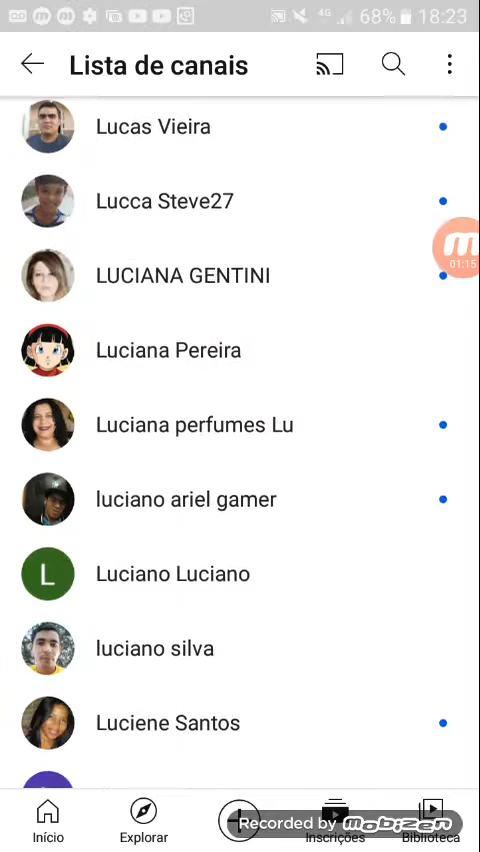 4G 68% 18:23
Lista de canais
Lucas Vieira
Lucca Steve27
LUCIANA GENTINI
01:15
Luciana Pereira
Luciana perfumes Lu
luciano ariel gamer
L
Luciano Luciano
luciano silva
Luciene Santos
Recorded by mobizen
Início Explorar Inscrições Biblioteca